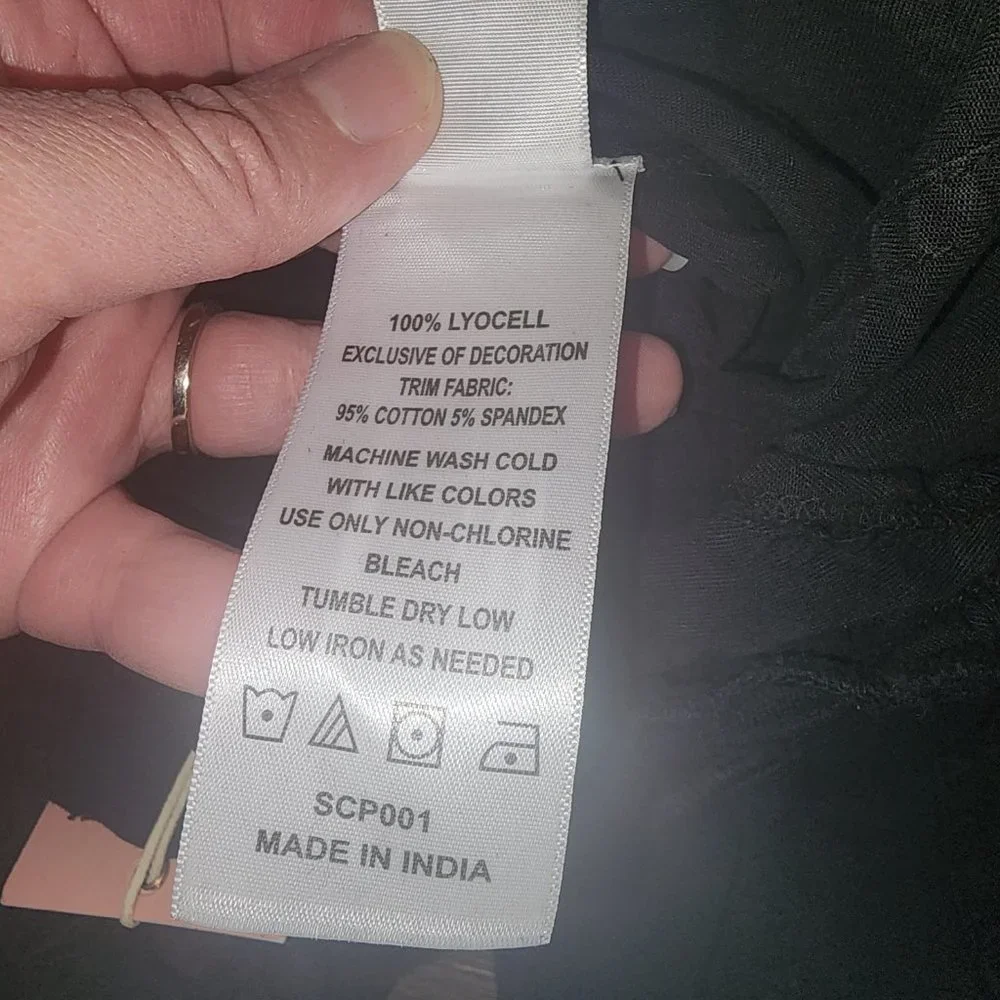 100% LYOCELL
EXCLUSIVE OF DECORATION
TRIM FABRIC:
95% COTTON 5% SPANDEX
MACHINE WASH COLD
WITH LIKE COLORS
USE ONLY NON-CHLORINE
BLEACH
TUMBLE DRY LOW
LOW IRON AS NEEDED
SCP001
MADE IN INDIA